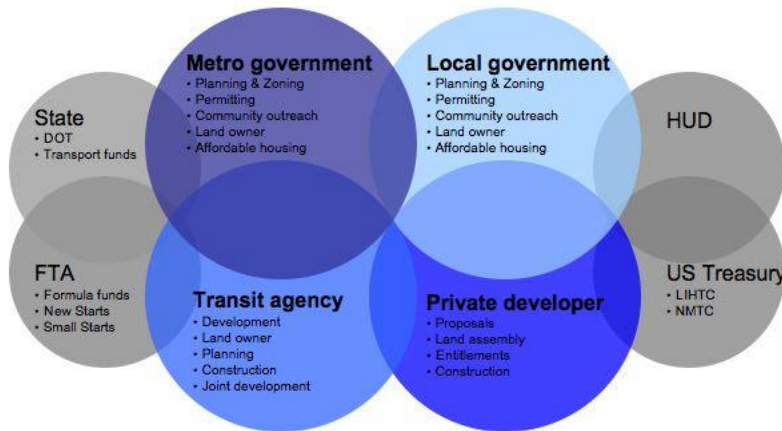 Metro government
• Planning & Zoning
• Permitting
• Community outreach
• Land owner
• Affordable housing
Local government
• Planning & Zoning
• Permitting
• Community outreach
• Land owner
• Affordable housing
State
• DOT
• Transport funds
HUD
FTA
• Formula funds
• New Starts
• Small Starts
Transit agency
• Development
• Land owner
• Planning
• Construction
• Joint development
Private developer
• Proposals
• Land assembly
• Entitlements
• Construction
US Treasury
• LIHTC
• NMTC